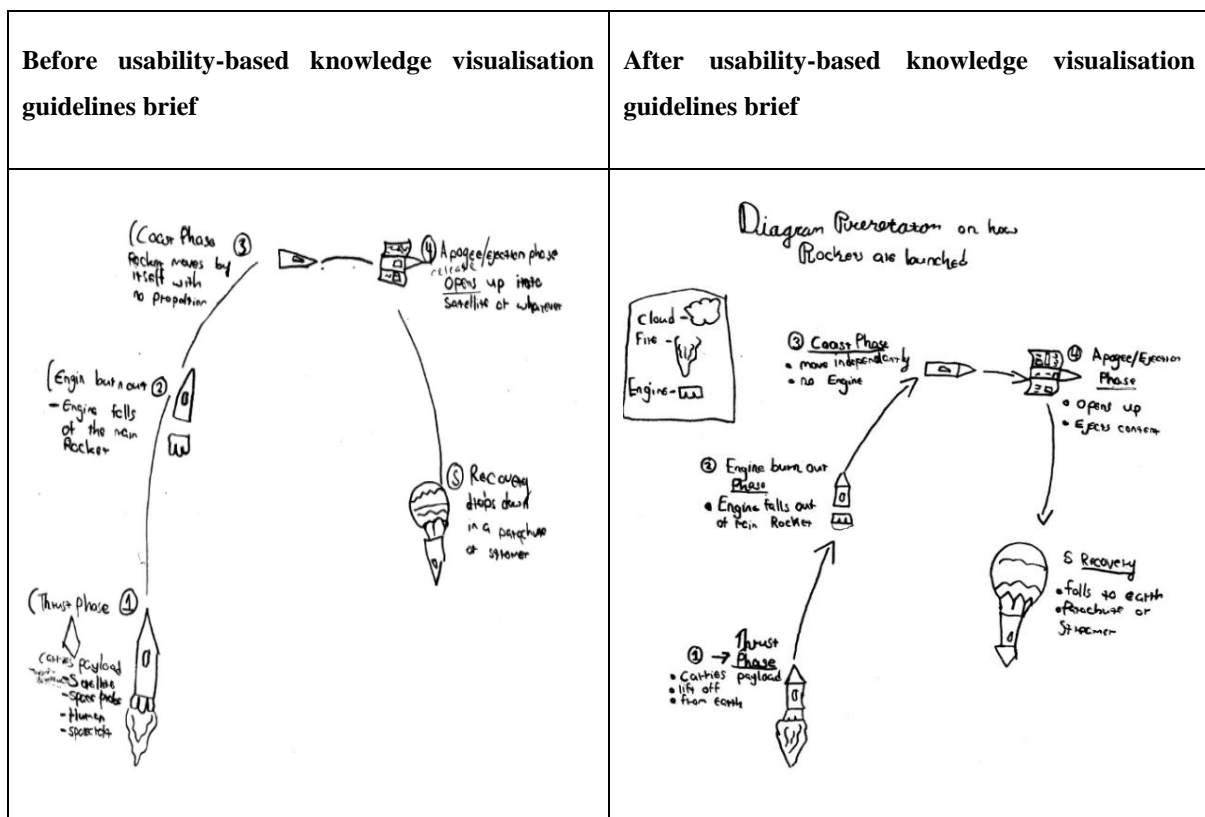 Before usability-based knowledge visualisation
guidelines brief
After usability-based knowledge visualisation
guidelines brief
(Coast Phase ③
Rocket moves by
itself with
no propulsion
④ Apogee/ejection phase
release
Opens up into
Satellite or whatever
(Engin burnout ②
- Engine falls
of the main
Rocket
⑤ Recovery
drops down
in a parachute
or streamer
(Thrust phase ①
Carries payload
- Satellite
- Space probe
- Human
Diagram on how
Rockets are launched
Cloud -
Fire -
Engine -
③ Coast Phase
• move independantly
• no Engine
④ Apogee/Ejection
Phase
• Opens up
• Ejects content
② Engine burn out
Phase
• Engine falls out
of main Rocket
5 Recovery
• falls to earth
• Parachute or
Streamer
① → Thrust
Phase
• Carries payload
• lift off
• from earth